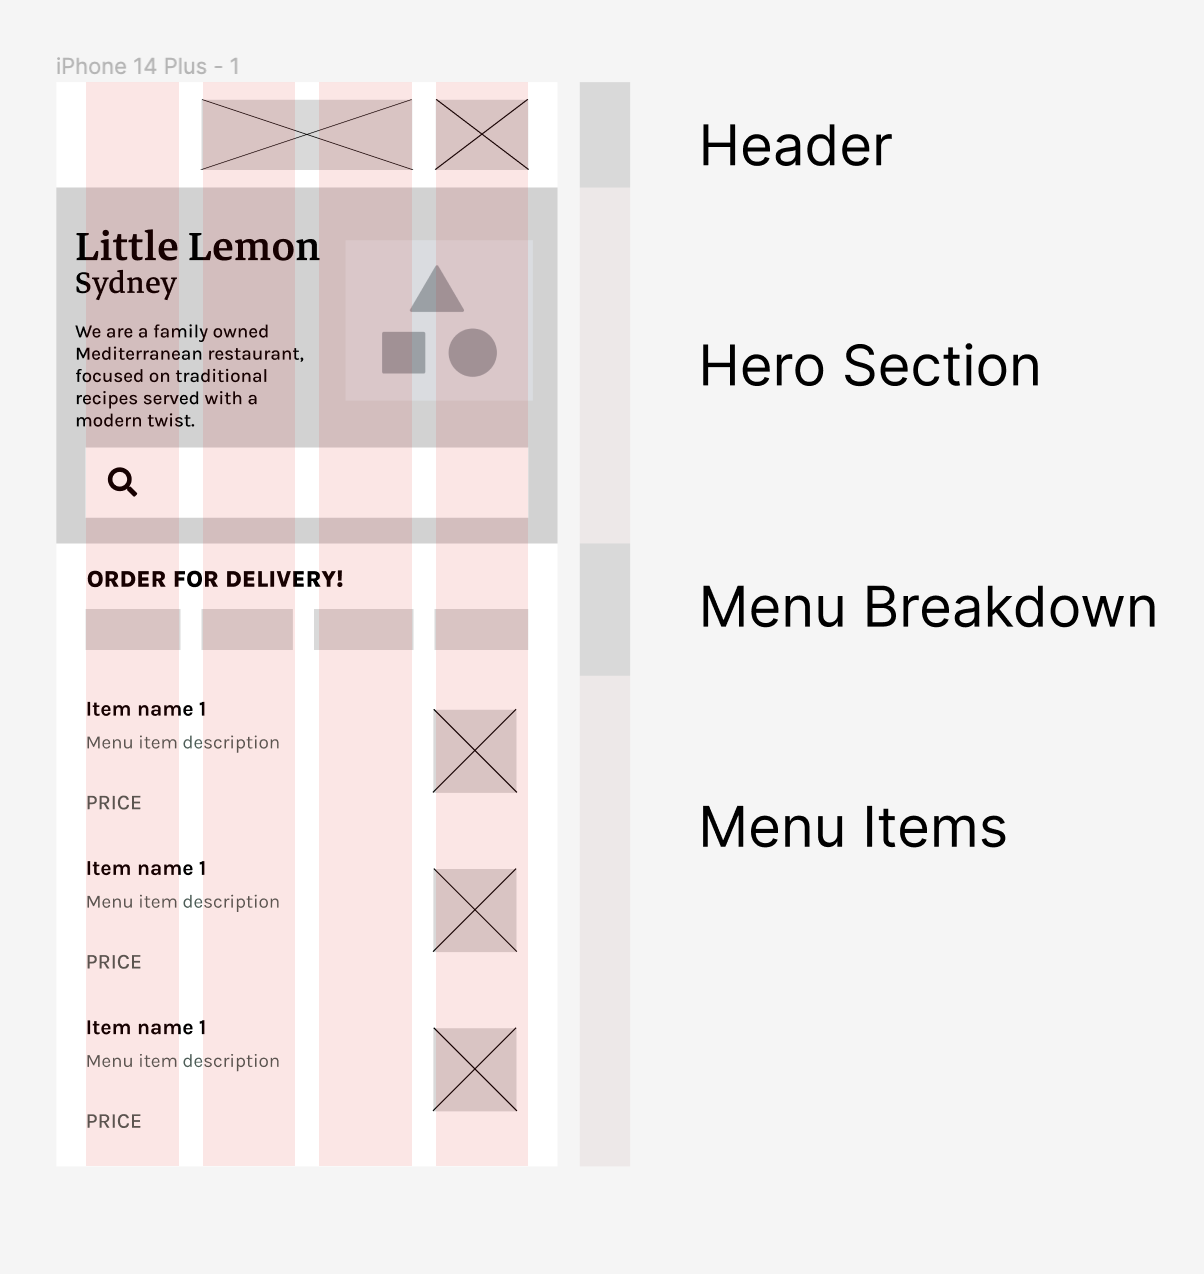 iPhone 14 Plus - 1
Header
Little Lemon
Sydney
We are a family owned
Mediterranean restaurant,
focused on traditional
recipes served with a
modern twist.
Hero Section
ORDER FOR DELIVERY!
Menu Breakdown
Item name 1
Menu item description
PRICE
Menu Items
Item name 1
Menu item description
PRICE
Item name 1
Menu item description
PRICE